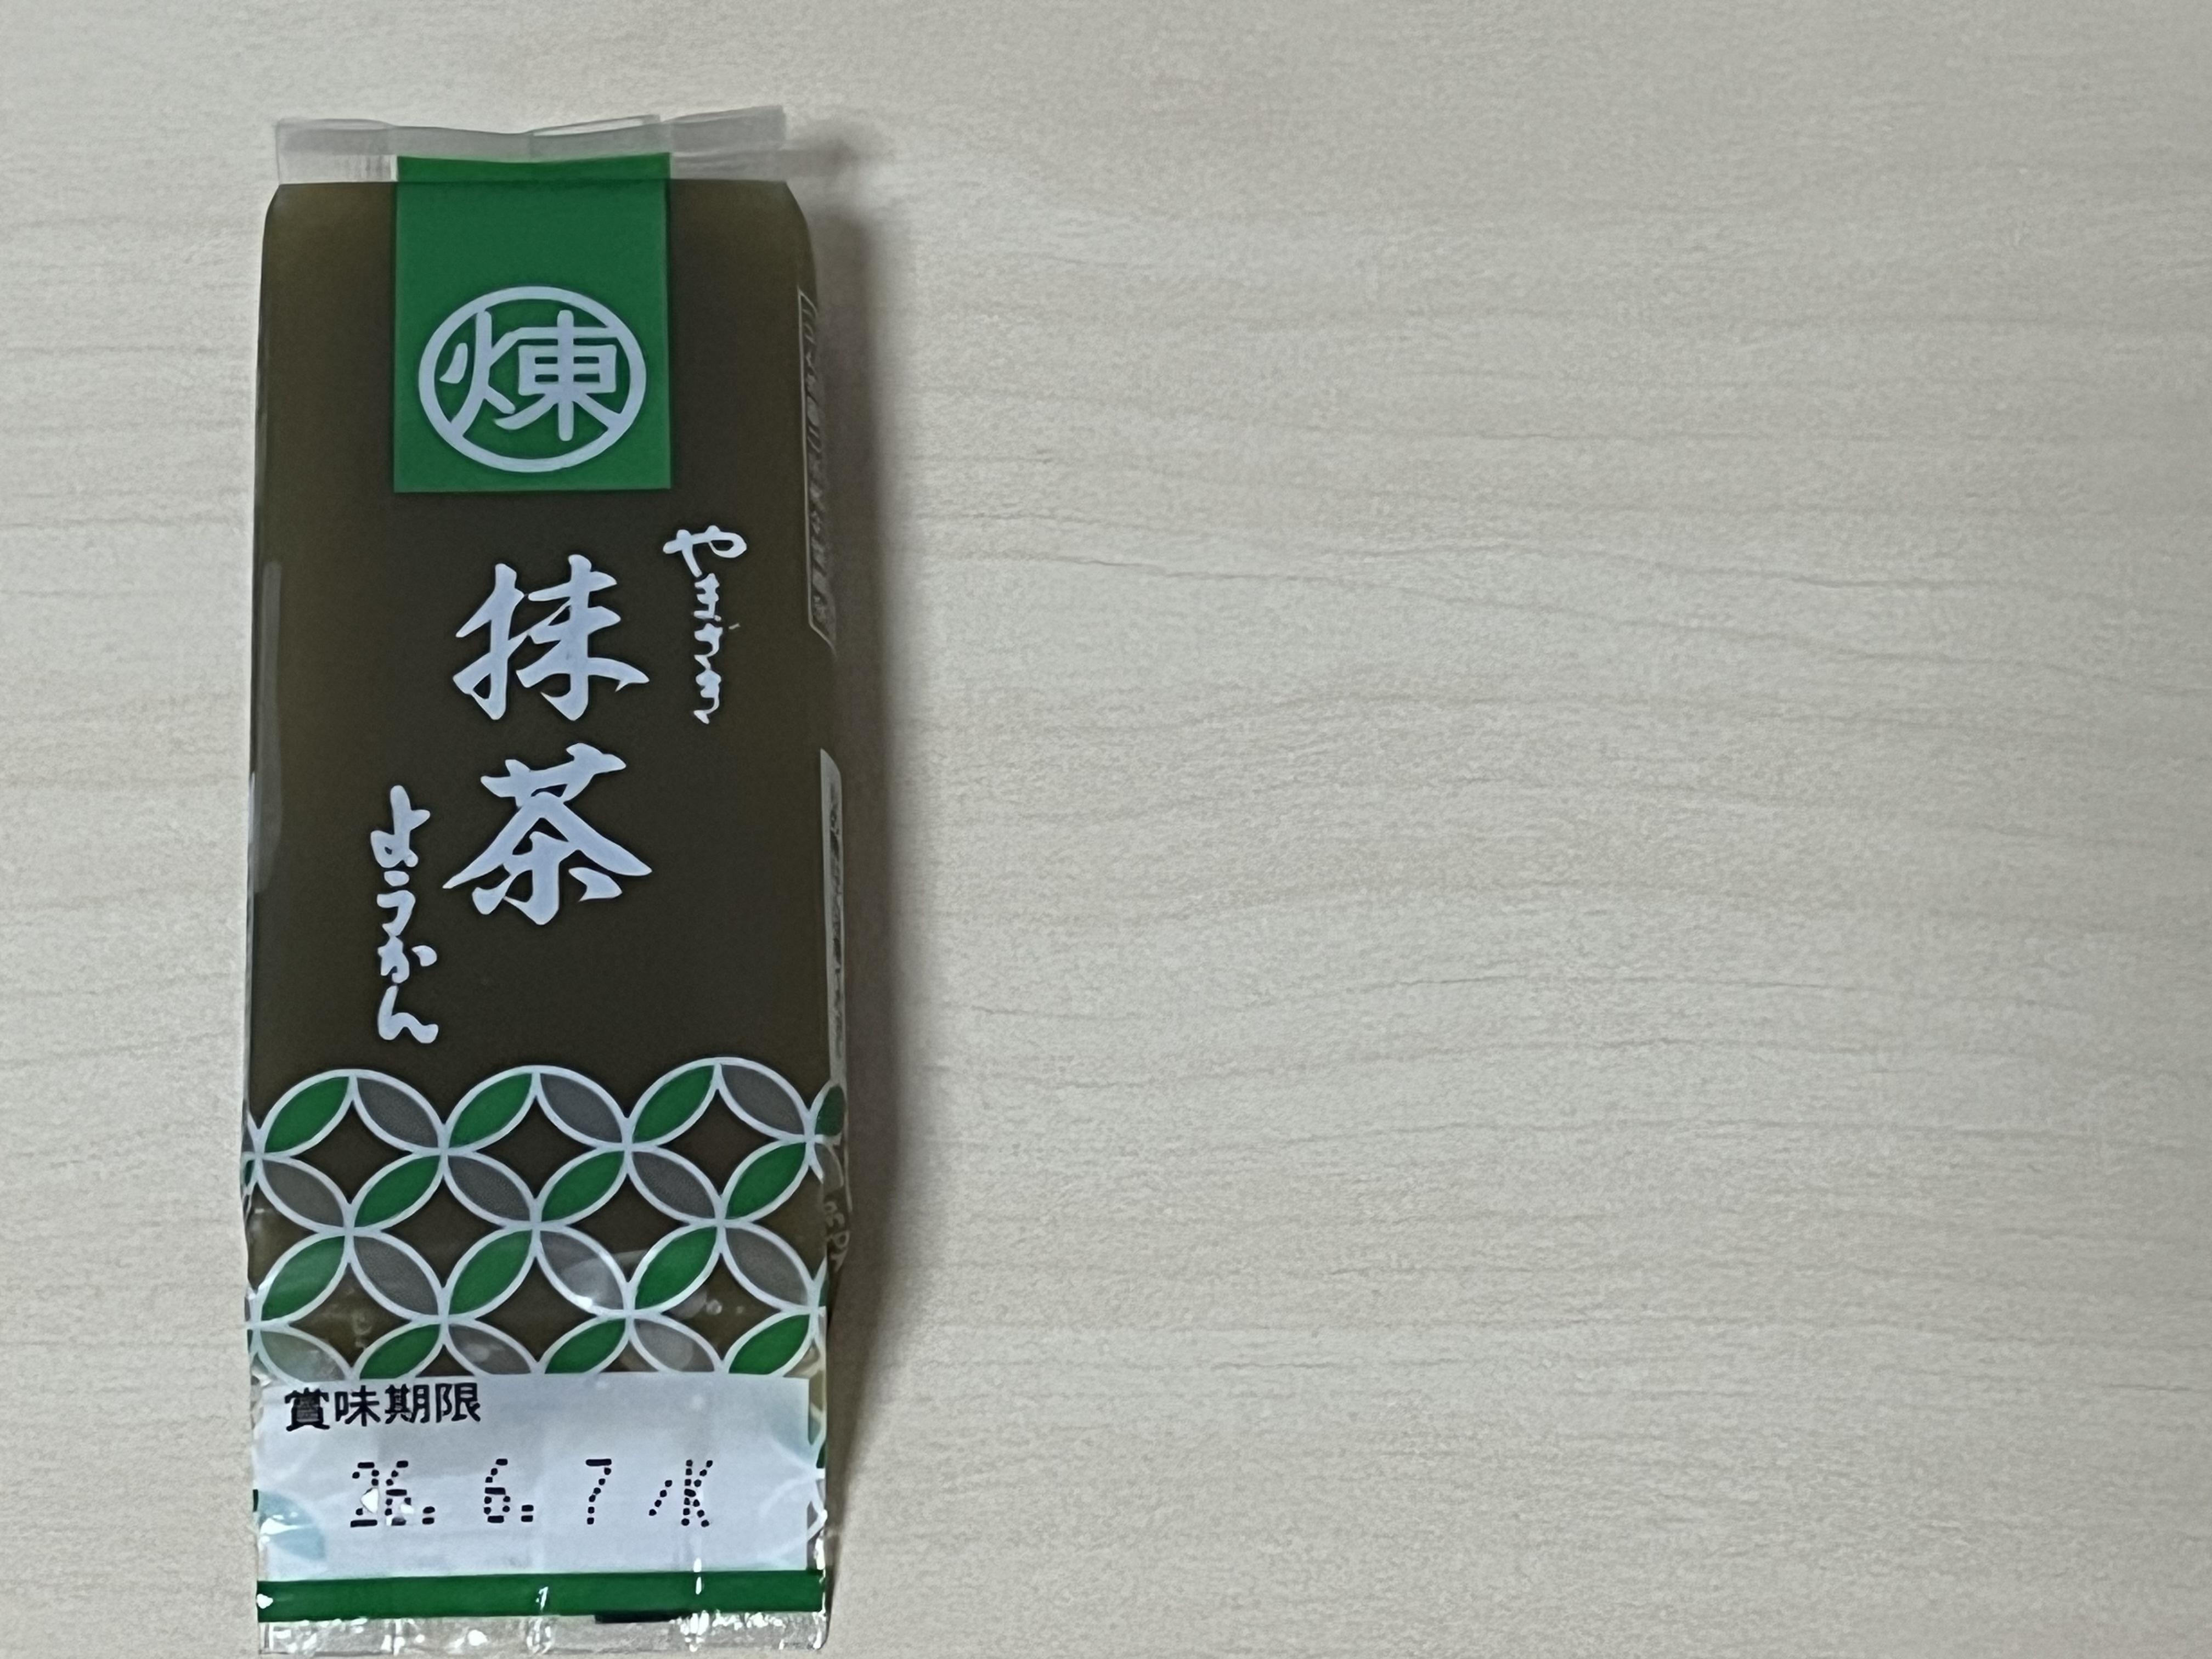 煉
やまざき
抹茶
ようかん
賞味期限
26. 6. 7 /K